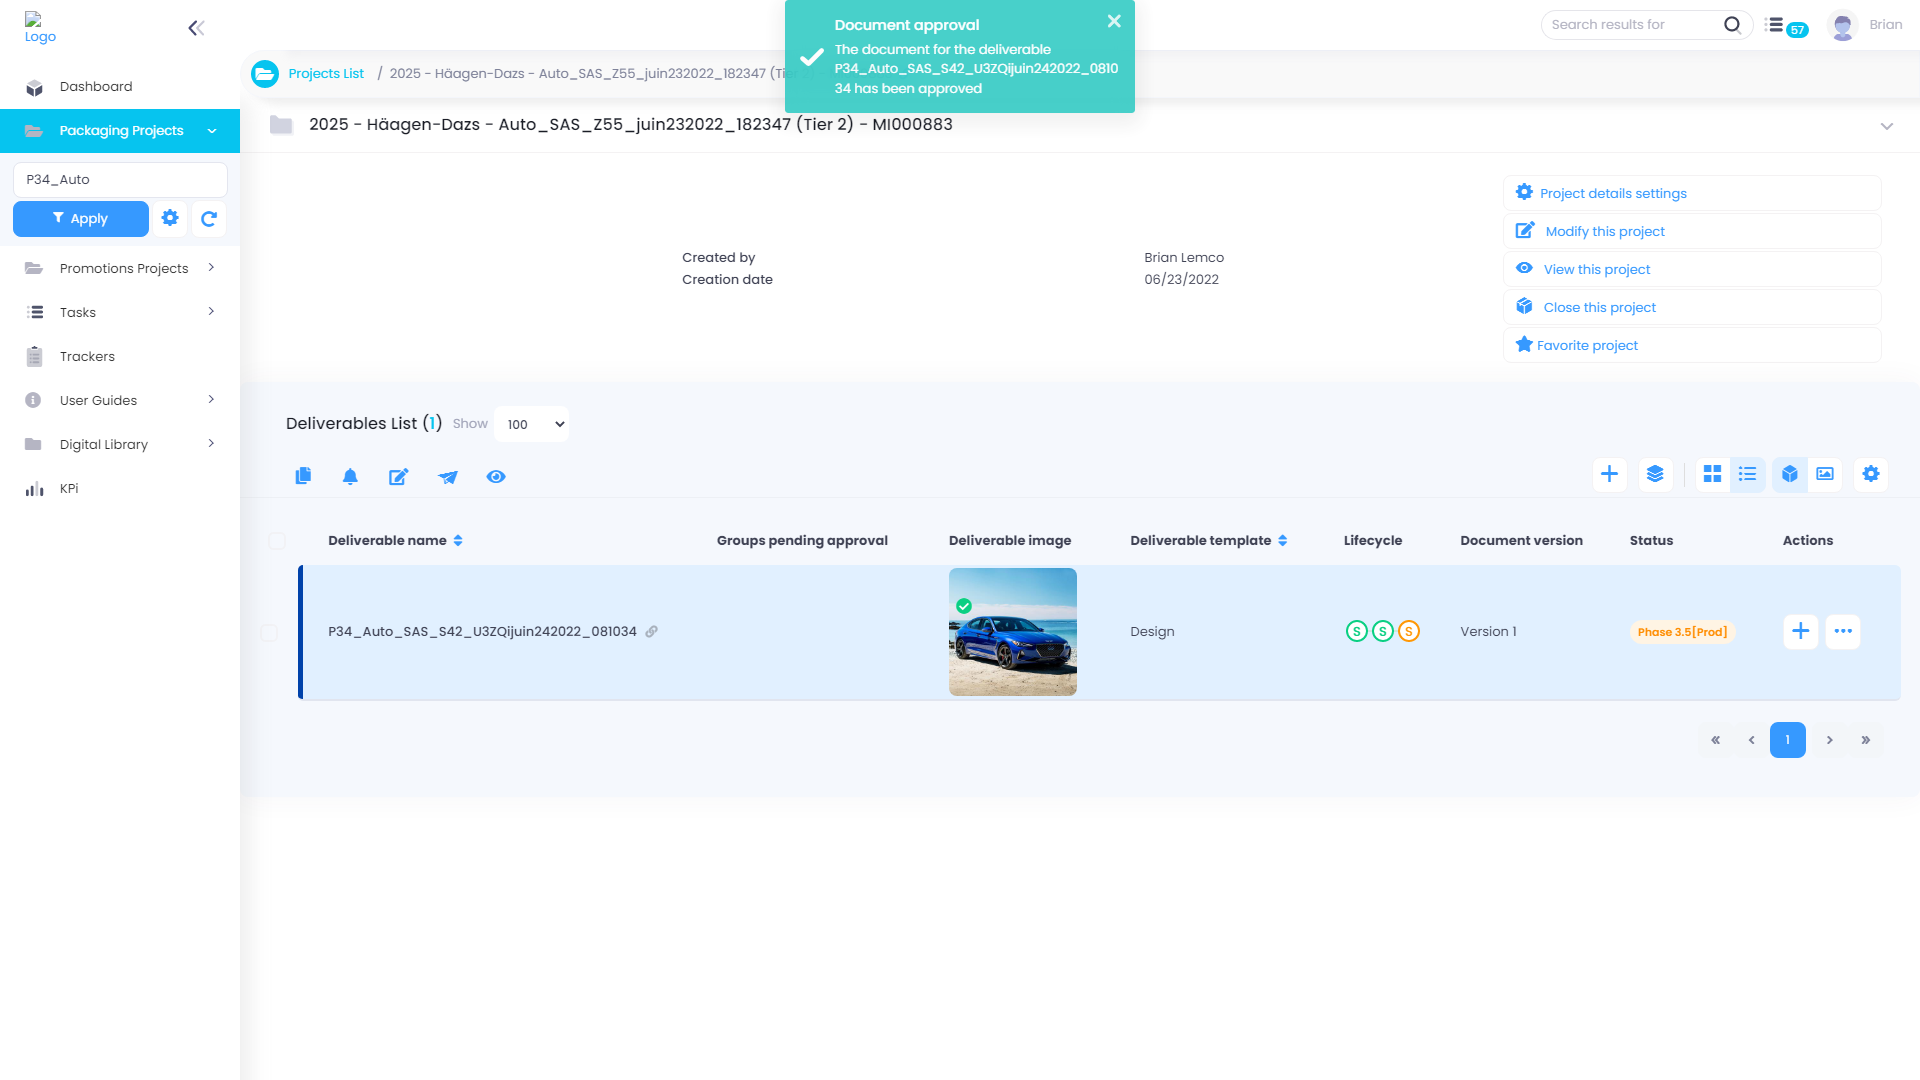 Logo
Document approval
The document for the deliverable
P34_Auto_SAS_S42_U3ZQijuin242022_0810
34 has been approved
Search results for
57
Brian
Projects List / 2025 - Häagen-Dazs - Auto_SAS_Z55_juin232022_182347 (Tie
2025 - Häagen-Dazs - Auto_SAS_Z55_juin232022_182347 (Tier 2) - MI000883
Dashboard
Packaging Projects
P34_Auto
Apply
Promotions Projects
Tasks
Trackers
User Guides
Digital Library
KPi
Created by Brian Lemco
Creation date 06/23/2022
Project details settings
Modify this project
View this project
Close this project
Favorite project
Deliverables List (1) Show 100
Deliverable name Groups pending approval Deliverable image Deliverable template Lifecycle Document version Status Actions
P34_Auto_SAS_S42_U3ZQijuin242022_081034 Design S S S Version 1 Phase 3.5[Prod]
« ‹ 1 › »